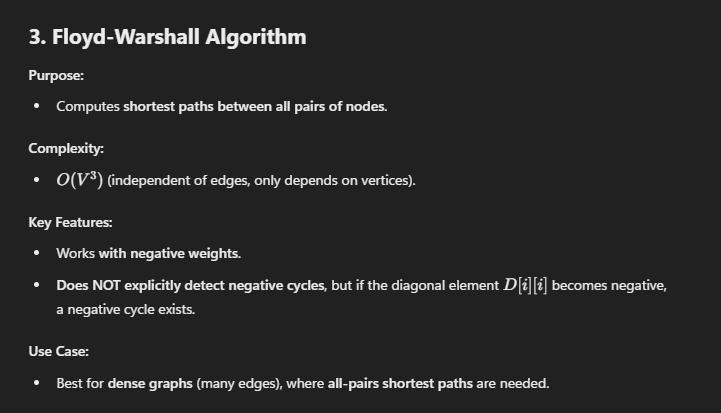 3. Floyd-Warshall Algorithm
Purpose:
• Computes shortest paths between all pairs of nodes.
Complexity:
• O(V³) (independent of edges, only depends on vertices).
Key Features:
• Works with negative weights.
• Does NOT explicitly detect negative cycles, but if the diagonal element D[i][i] becomes negative,
a negative cycle exists.
Use Case:
• Best for dense graphs (many edges), where all-pairs shortest paths are needed.